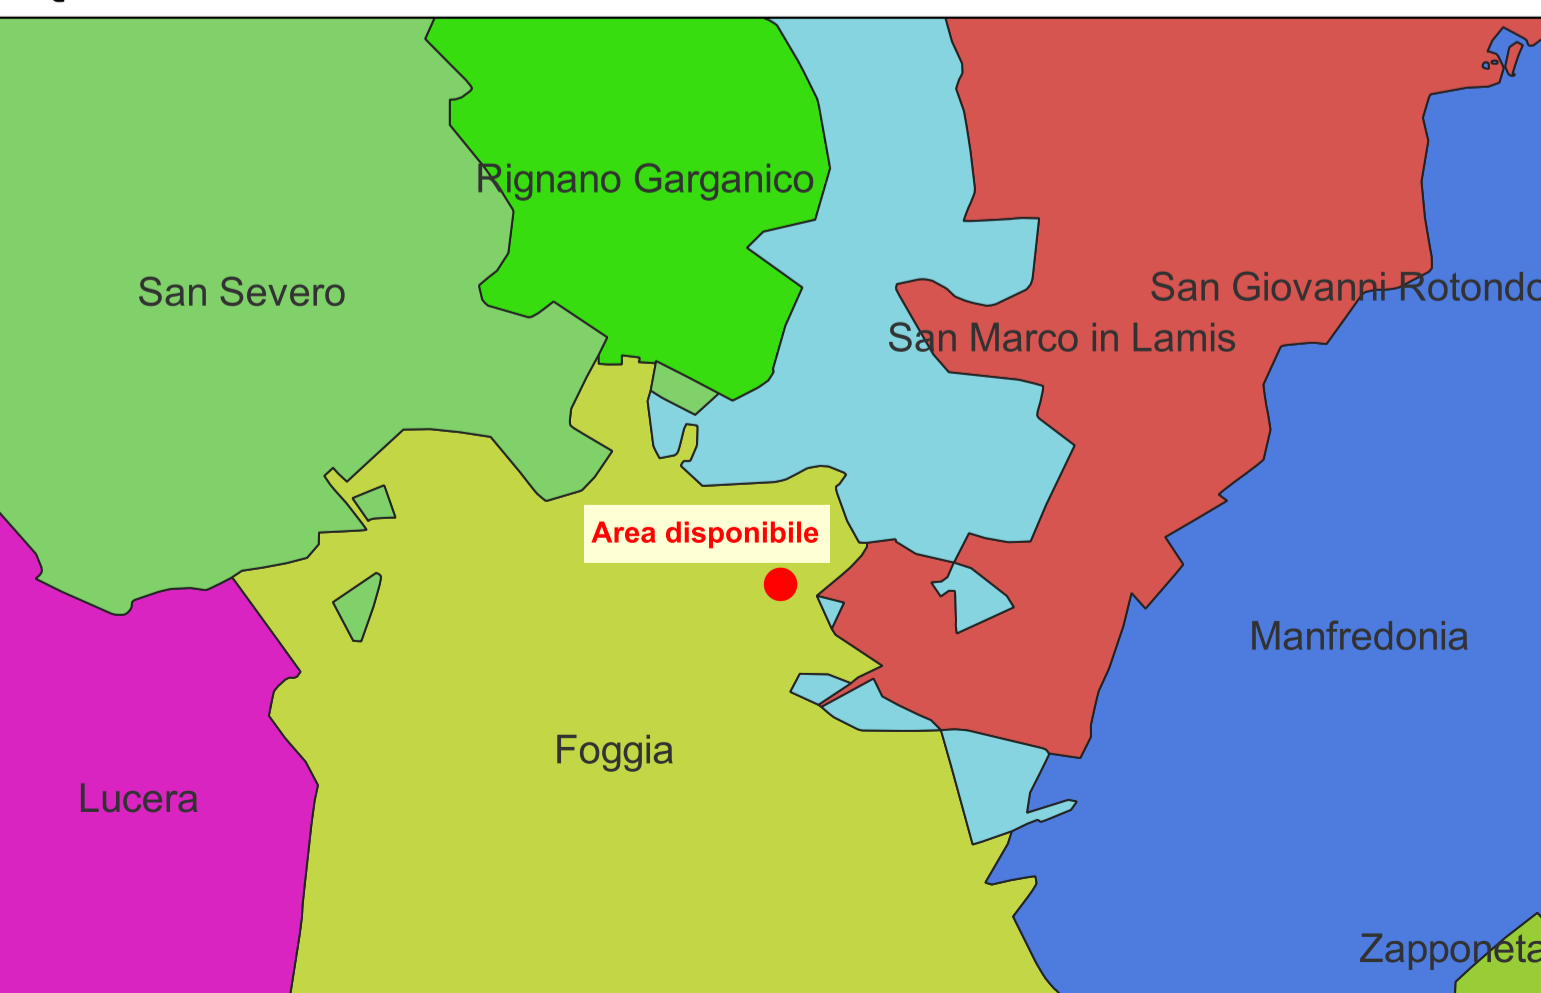 Rignano Garganico
San Severo
San Giovanni Rotondo
San Marco in Lamis
Area disponibile
Manfredonia
Foggia
Lucera
Zapponeta